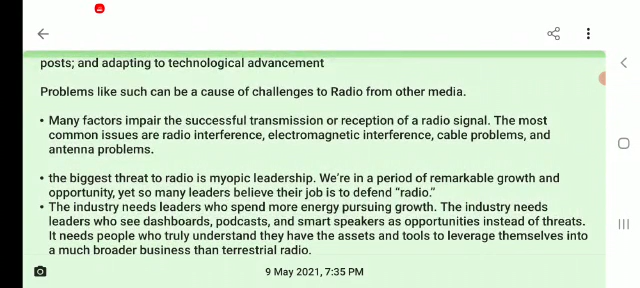 posts; and adapting to technological advancement
Problems like such can be a cause of challenges to Radio from other media.
• Many factors impair the successful transmission or reception of a radio signal. The most
common issues are radio interference, electromagnetic interference, cable problems, and
antenna problems.
• the biggest threat to radio is myopic leadership. We're in a period of remarkable growth and
opportunity, yet so many leaders believe their job is to defend “radio.”
• The industry needs leaders who spend more energy pursuing growth. The industry needs
leaders who see dashboards, podcasts, and smart speakers as opportunities instead of threats.
It needs people who truly understand they have the assets and tools to leverage themselves into
a much broader business than terrestrial radio.
9 May 2021, 7:35 PM